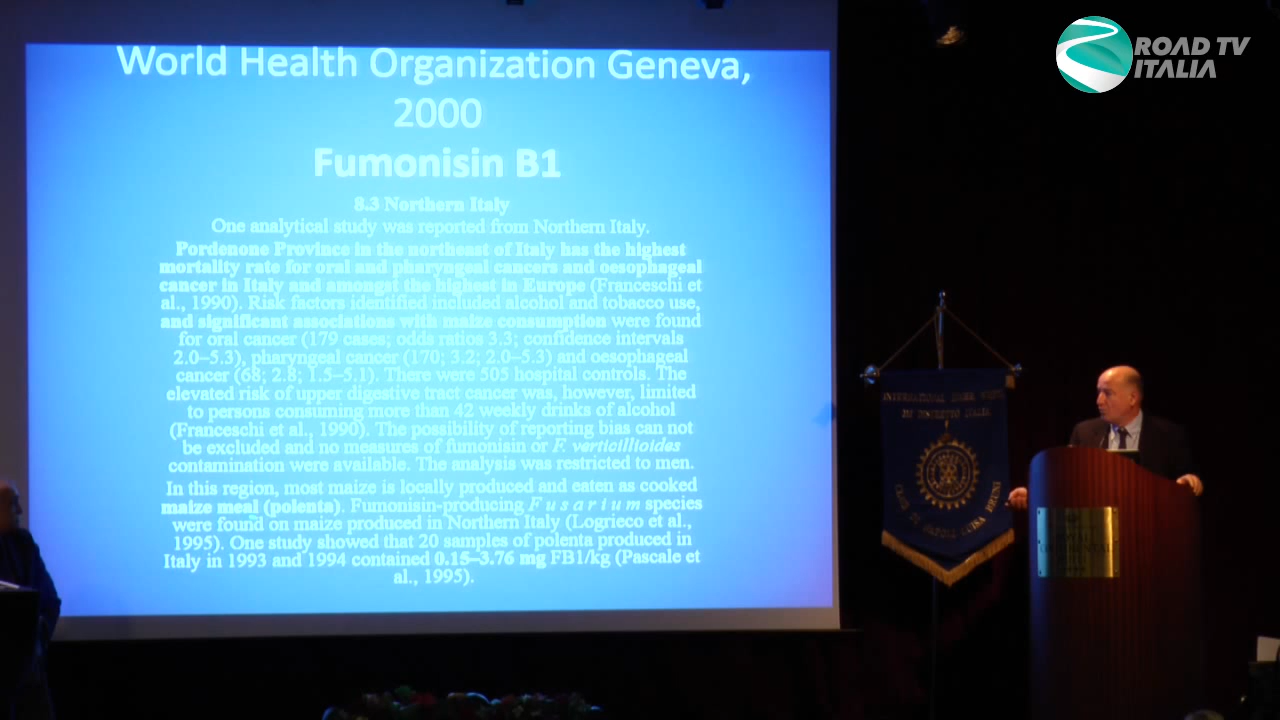 World Health Organization Geneva,
2000
Fumonisin B1
8.3 Northern Italy
One analytical study was reported from Northern Italy.
Pordenone Province in the northeast of Italy has the highest
mortality rate for oral and pharyngeal cancers and oesophageal
cancer in Italy and amongst the highest in Europe (Franceschi et
al., 1990). Risk factors identified included alcohol and tobacco use,
and significant associations with maize consumption were found
for oral cancer (179 cases; odds ratios 3.3; confidence intervals
2.0–5.3), pharyngeal cancer (170; 3.2; 2.0–5.3) and oesophageal
cancer (68; 2.8; 1.5–5.1). There were 505 hospital controls. The
elevated risk of upper digestive tract cancer was, however, limited
to persons consuming more than 42 weekly drinks of alcohol
(Franceschi et al., 1990). The possibility of reporting bias can not
be excluded and no measures of fumonisin or F. verticillioides
contamination were available. The analysis was restricted to men.
In this region, most maize is locally produced and eaten as cooked
maize meal (polenta). Fumonisin-producing Fusarium species
were found on maize produced in Northern Italy (Logrieco et al.,
1995). One study showed that 20 samples of polenta produced in
Italy in 1993 and 1994 contained 0.15–3.76 mg FB1/kg (Pascale et
al., 1995).
ROAD TV
ITALIA
INTERNATIONAL INNER WHEEL
DISTRETTO ITALIA
CLUB DI NAPOLI LUISA BRUNI